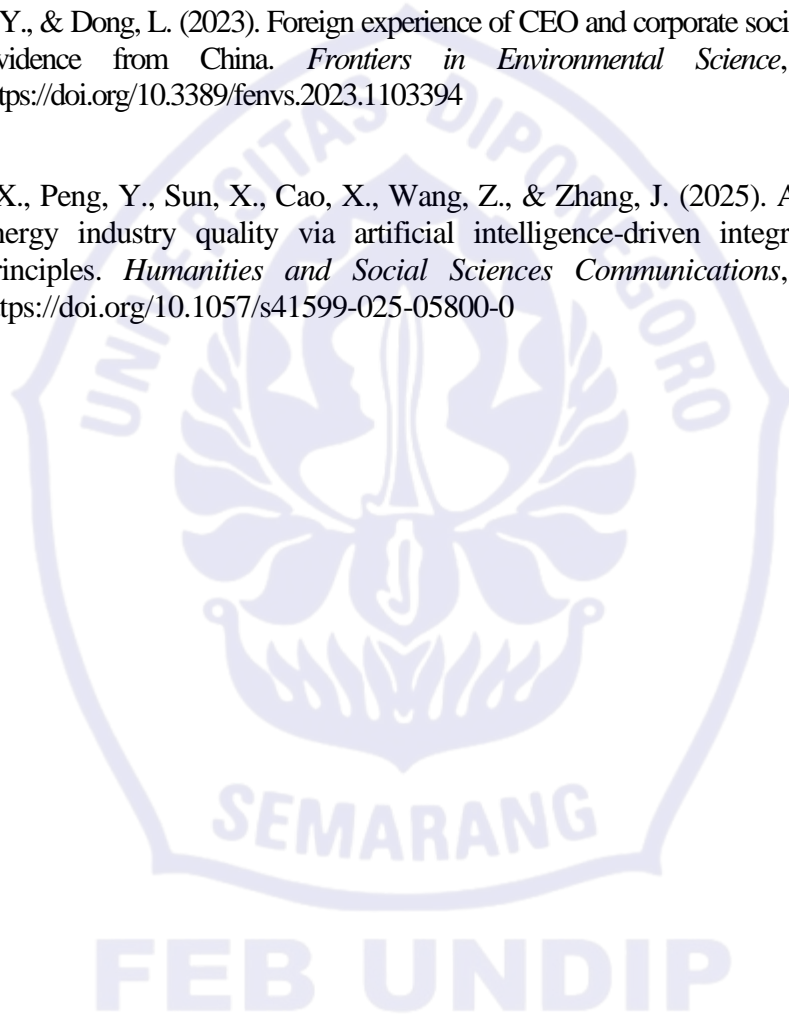 Y., & Dong, L. (2023). Foreign experience of CEO and corporate soci
vidence from China. Frontiers in Environmental Science,
tps://doi.org/10.3389/fenvs.2023.1103394
X., Peng, Y., Sun, X., Cao, X., Wang, Z., & Zhang, J. (2025). A
nergy industry quality via artificial intelligence-driven integr
rinciples. Humanities and Social Sciences Communications,
tps://doi.org/10.1057/s41599-025-05800-0
UNIVERSITAS DIPONEGORO
SEMARANG
FEB UNDIP